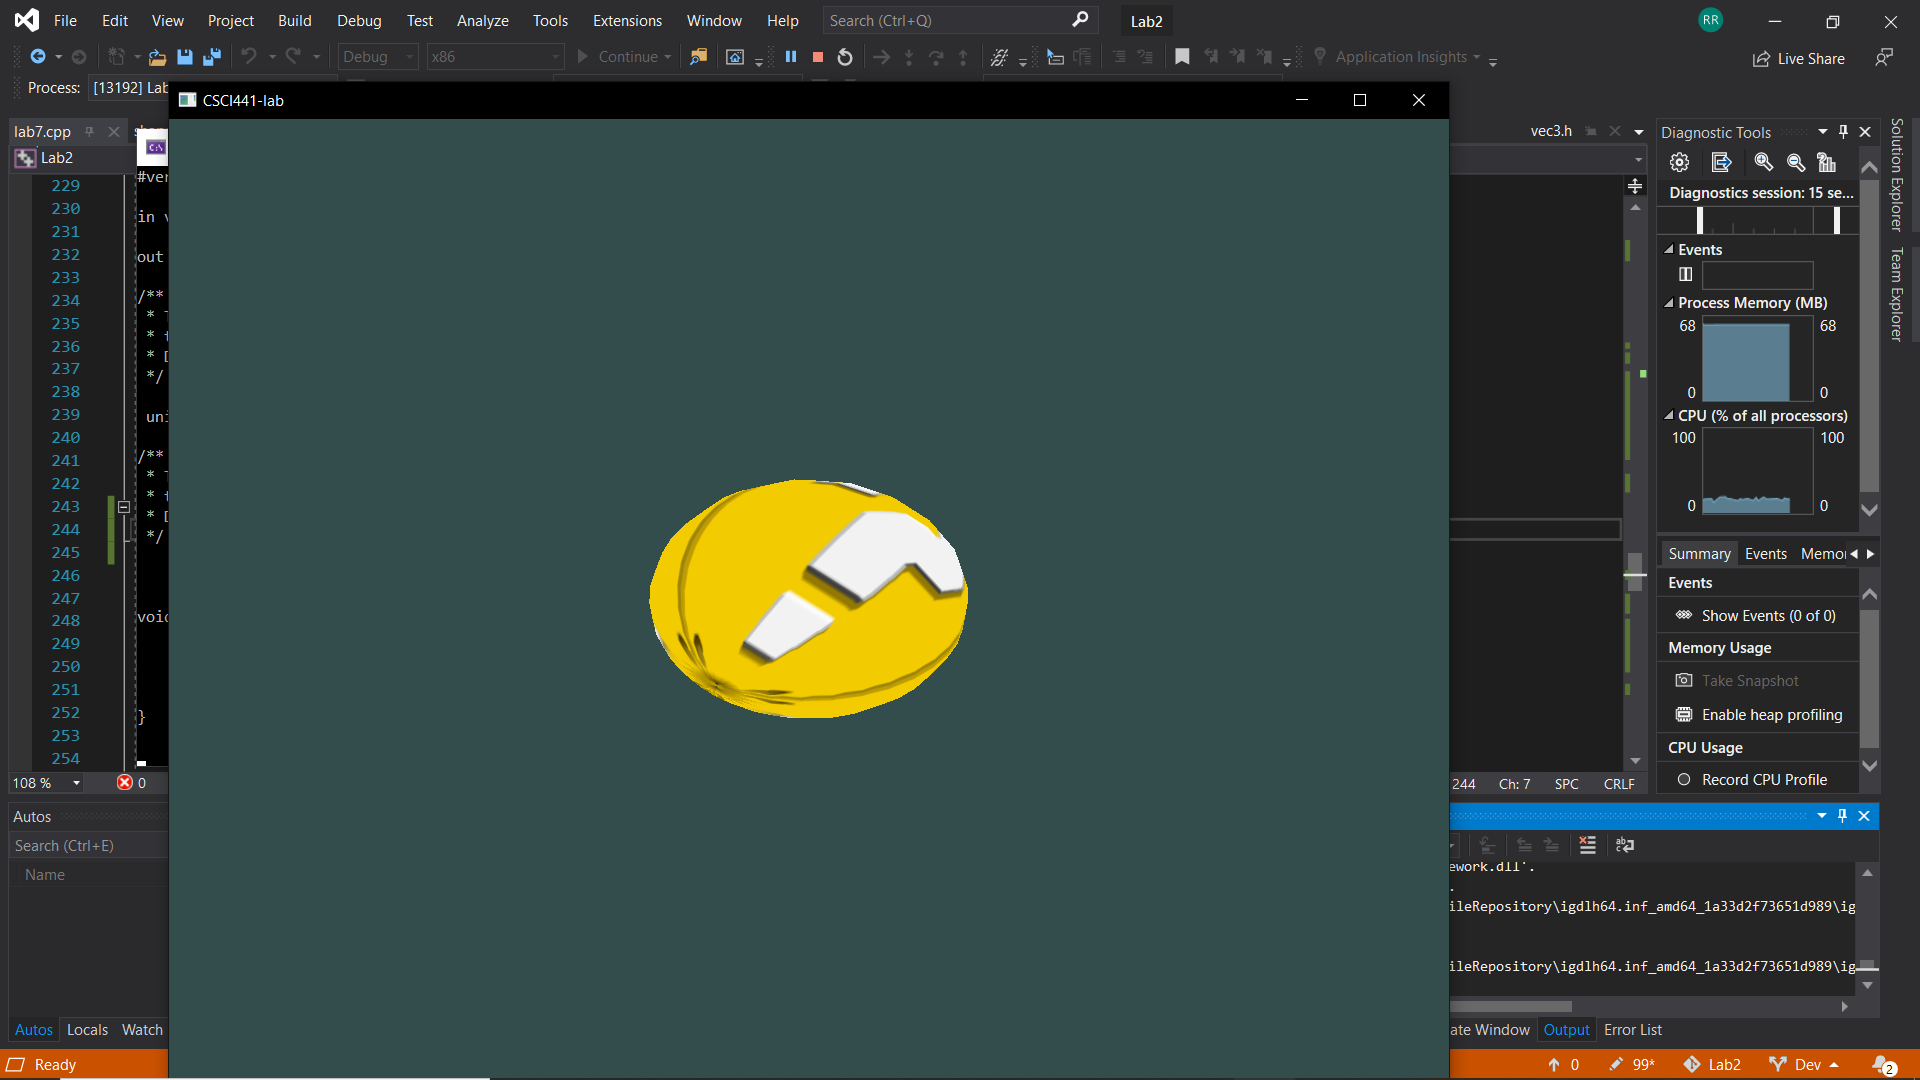 File Edit View Project Build Debug Test Analyze Tools Extensions Window Help Search (Ctrl+Q) Lab2 RR
Debug x86 Continue Application Insights Live Share
Process: [13192] Lab
CSCI441-lab
lab7.cpp vec3.h Diagnostic Tools
Lab2
Diagnostics session: 15 se...
Solution Explorer
Team Explorer
229
230
231
232
233
234
235
236
237
238
239
240
241
242
243
244
245
246
247
248
249
250
251
252
253
254
#ver
in v
out
/**
*
*
*
*/
uni
/**
*
*
*
*/
voi
}
Events
Process Memory (MB)
68 68
0 0
CPU (% of all processors)
100 100
0 0
Summary Events Memor
Events
Show Events (0 of 0)
Memory Usage
Take Snapshot
Enable heap profiling
CPU Usage
Record CPU Profile
108 % 0 244 Ch: 7 SPC CRLF
Autos
Search (Ctrl+E)
Name
ework.dll'.
.
ileRepository\igdlh64.inf_amd64_1a33d2f73651d989\ig
ileRepository\igdlh64.inf_amd64_1a33d2f73651d989\ig
Autos Locals Watch ate Window Output Error List
Ready 0 99* Lab2 Dev 2